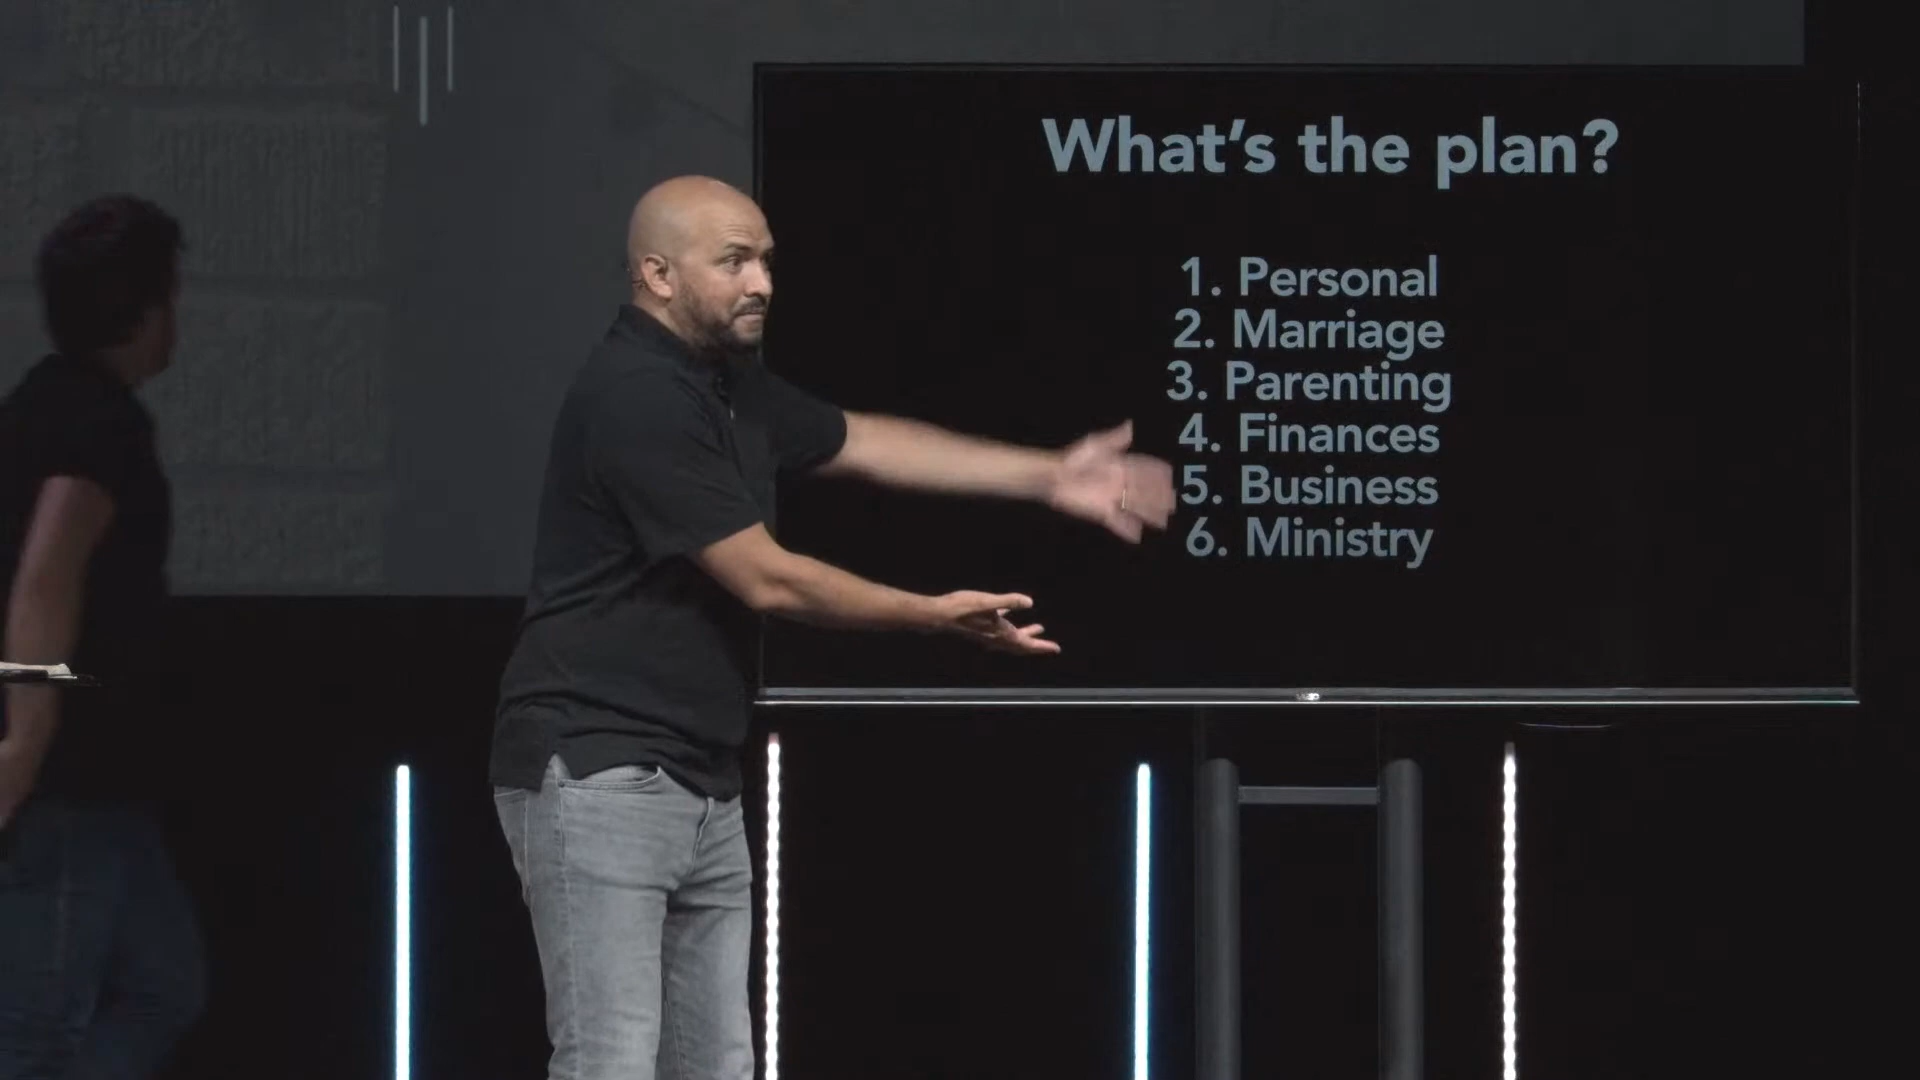 What's the plan?
1. Personal
2. Marriage
3. Parenting
4. Finances
5. Business
6. Ministry